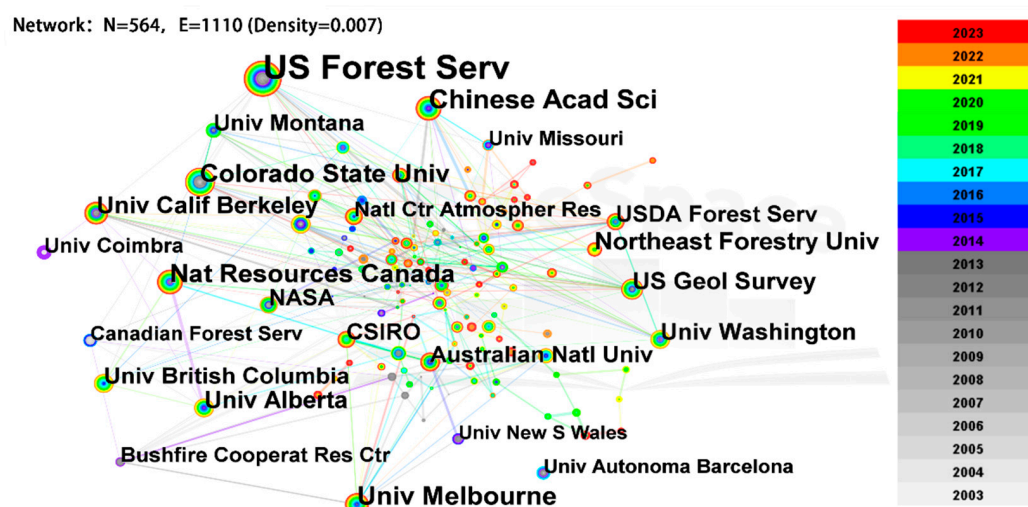 Network: N=564, E=1110 (Density=0.007)
US Forest Serv
Chinese Acad Sci
Univ Montana
Univ Missouri
Colorado State Univ
Univ Calif Berkeley
Natl Ctr Atmospher Res
USDA Forest Serv
Univ Coimbra
Northeast Forestry Univ
Nat Resources Canada
US Geol Survey
NASA
Canadian Forest Serv
CSIRO
Univ Washington
Australian Natl Univ
Univ British Columbia
Univ Alberta
Univ New S Wales
Bushfire Cooperat Res Ctr
Univ Autonoma Barcelona
Univ Melbourne
2023
2022
2021
2020
2019
2018
2017
2016
2015
2014
2013
2012
2011
2010
2009
2008
2007
2006
2005
2004
2003